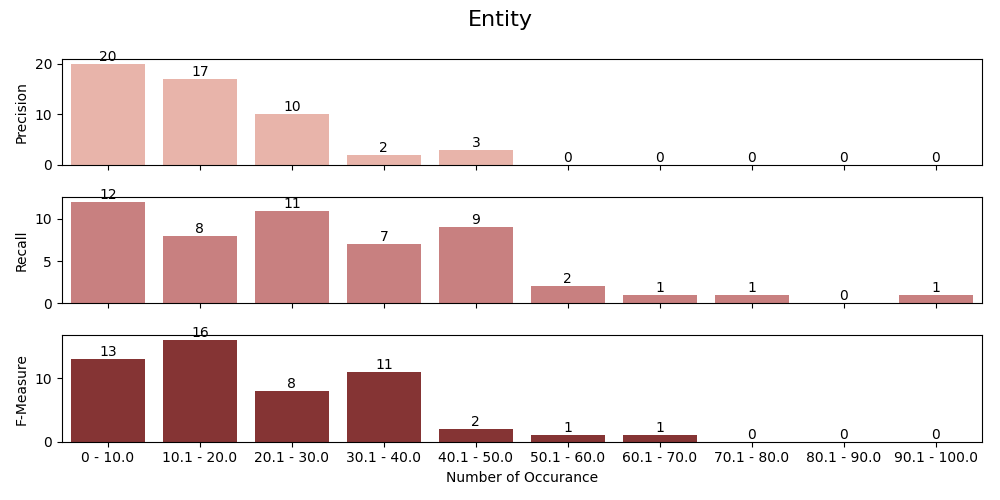 Entity
Precision
20
10
0
20
17
10
2
3
0
0
0
0
0
Recall
10
5
0
12
8
11
7
9
2
1
1
0
1
F-Measure
10
0
13
16
8
11
2
1
1
0
0
0
0 - 10.0
10.1 - 20.0
20.1 - 30.0
30.1 - 40.0
40.1 - 50.0
50.1 - 60.0
60.1 - 70.0
70.1 - 80.0
80.1 - 90.0
90.1 - 100.0
Number of Occurance